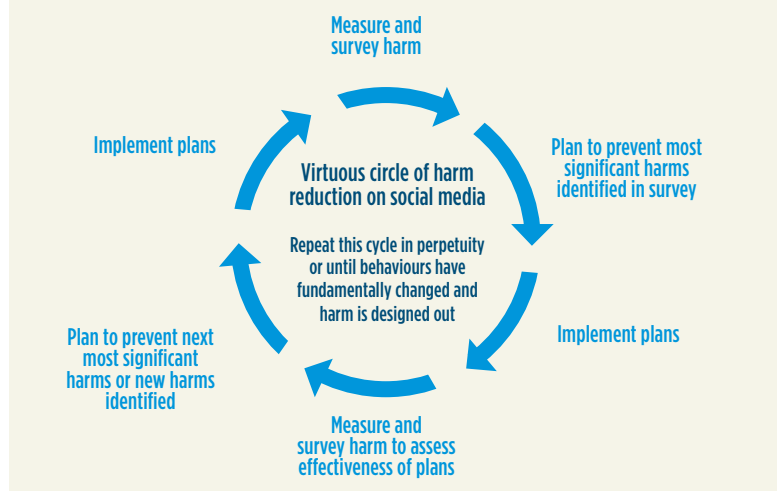 Measure and
survey harm
Plan to prevent most
significant harms
identified in survey
Implement plans
Measure and
survey harm to assess
effectiveness of plans
Plan to prevent next
most significant
harms or new harms
identified
Implement plans
Virtuous circle of harm
reduction on social media
Repeat this cycle in perpetuity
or until behaviours have
fundamentally changed and
harm is designed out